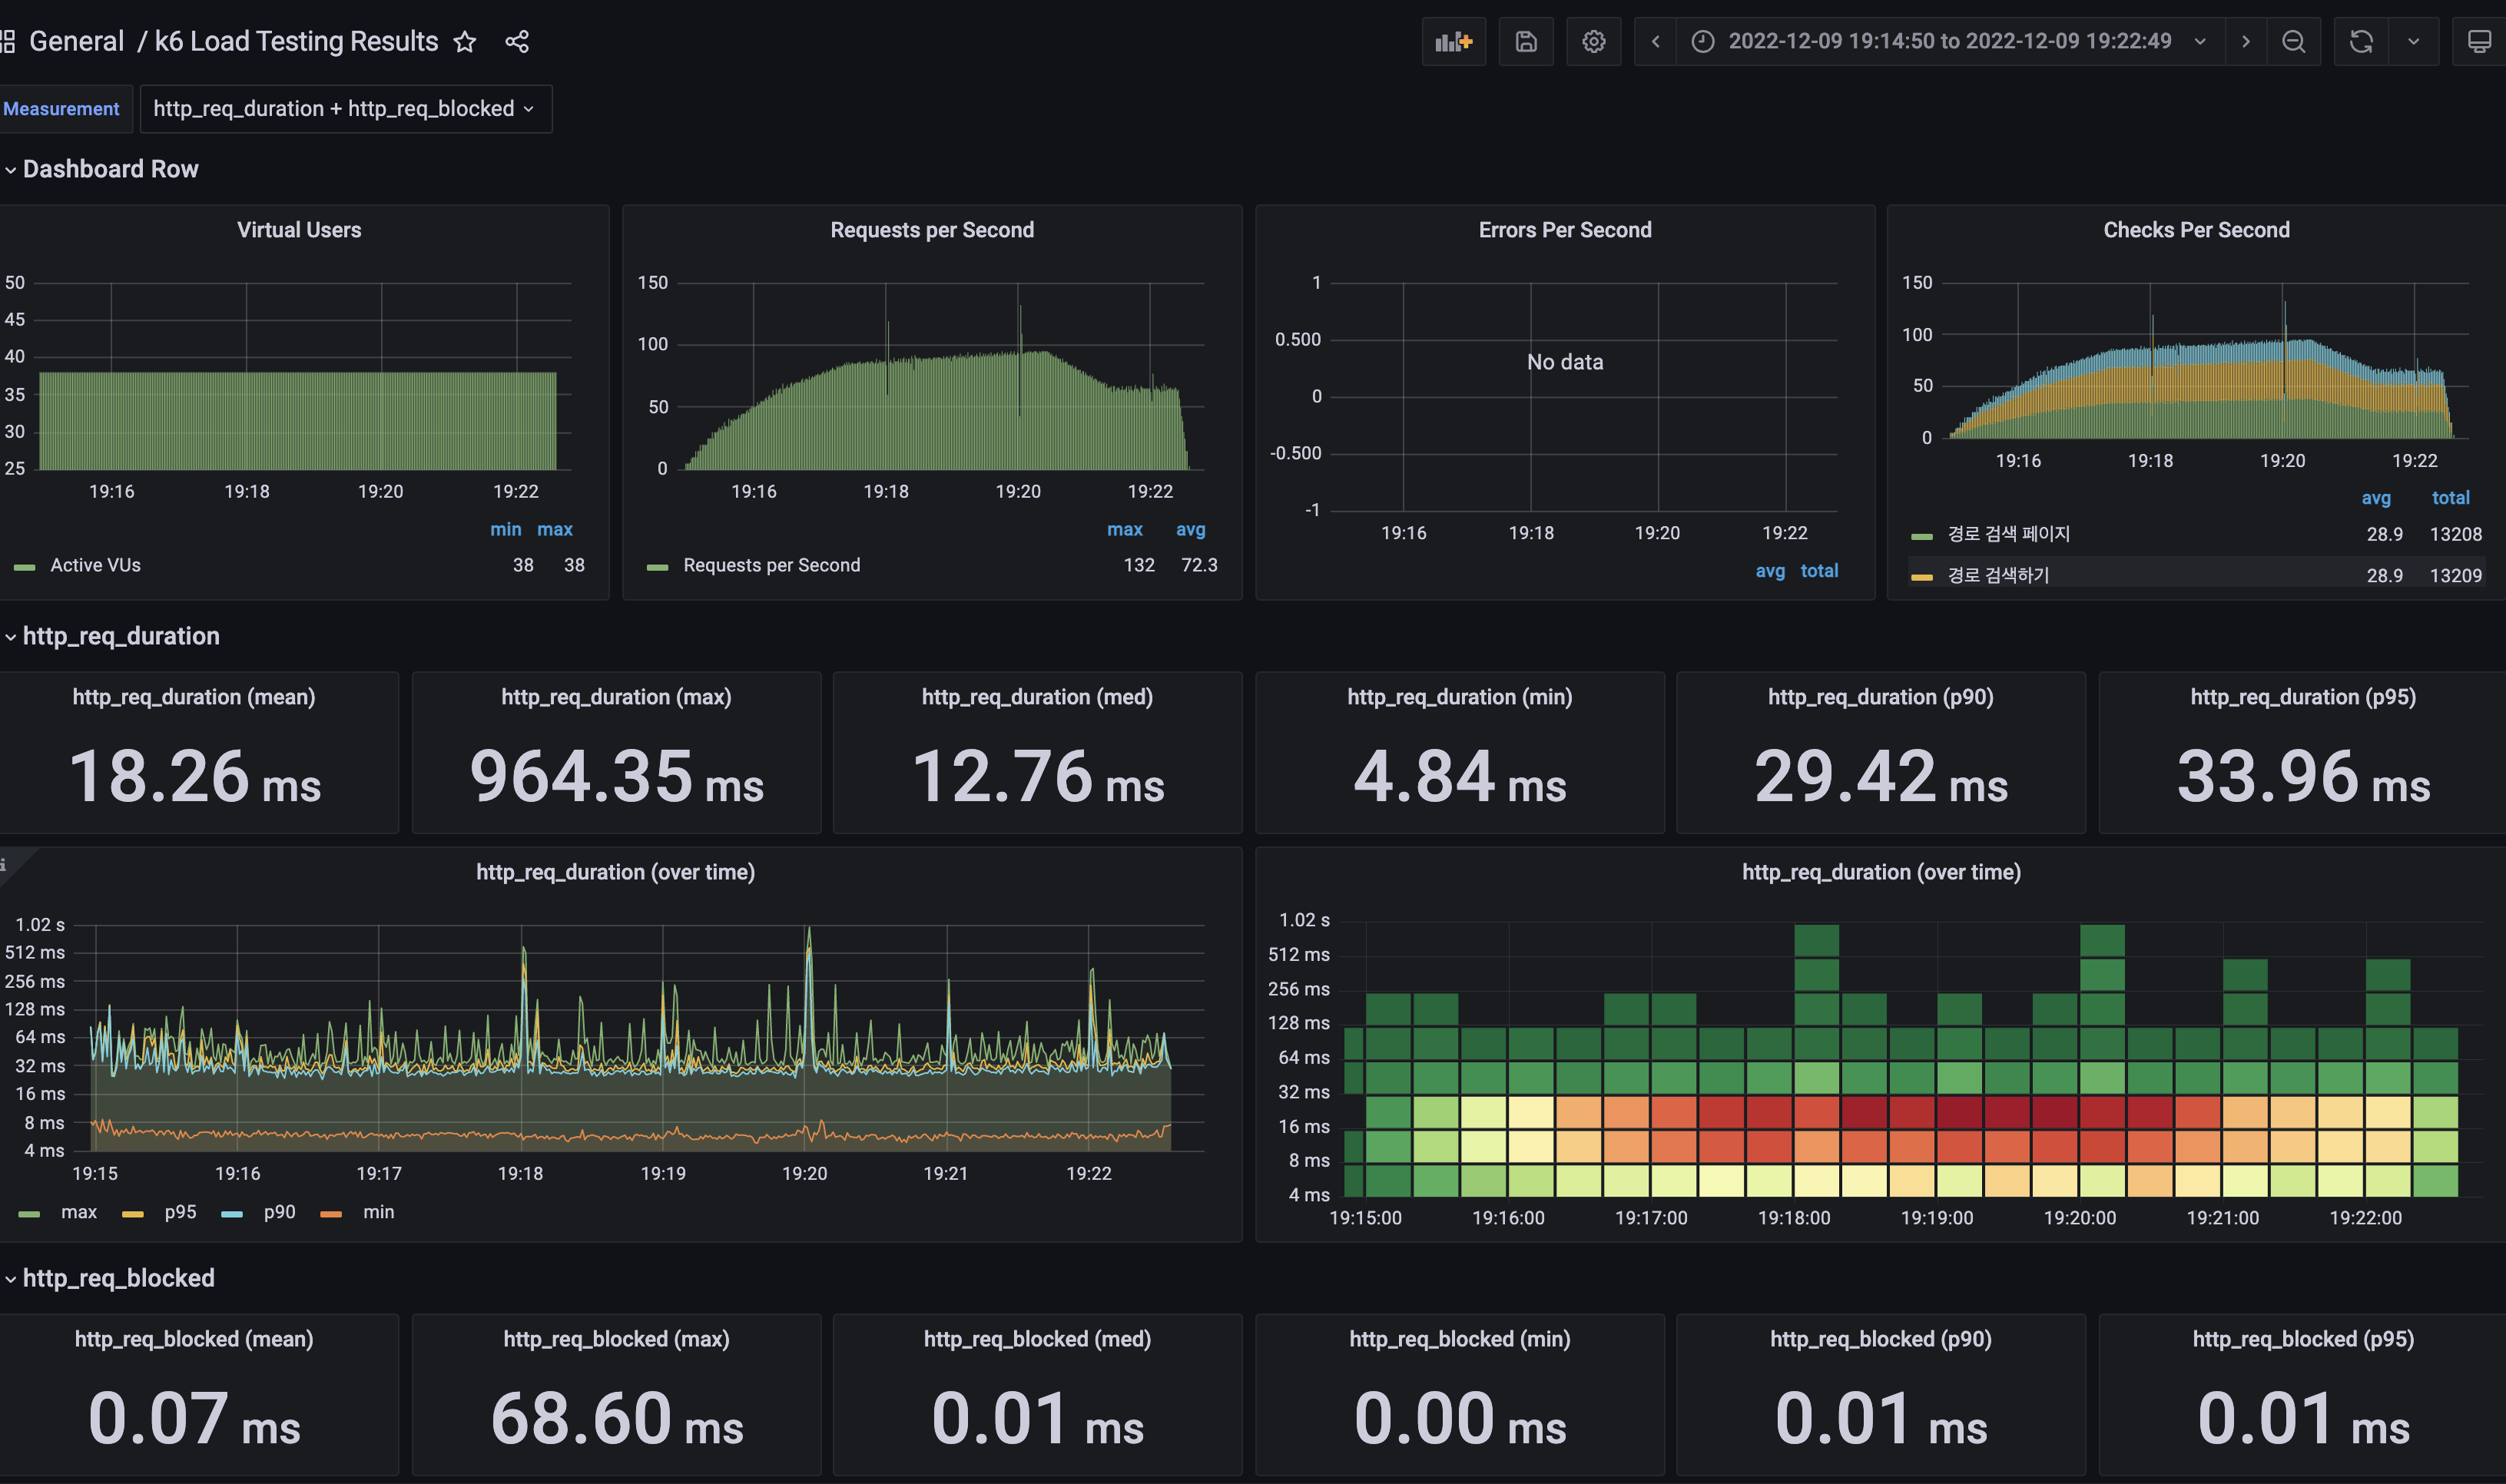 General / k6 Load Testing Results
2022-12-09 19:14:50 to 2022-12-09 19:22:49
Measurement http_req_duration + http_req_blocked
Dashboard Row
Virtual Users
50
45
40
35
30
25
19:16 19:18 19:20 19:22
min max
Active VUs 38 38
Requests per Second
150
100
50
0
19:16 19:18 19:20 19:22
max avg
Requests per Second 132 72.3
Errors Per Second
1
0.500
0
-0.500
-1
No data
19:16 19:18 19:20 19:22
avg total
Checks Per Second
150
100
50
0
19:16 19:18 19:20 19:22
avg total
경로 검색 페이지 28.9 13208
경로 검색하기 28.9 13209
http_req_duration
http_req_duration (mean)
18.26 ms
http_req_duration (max)
964.35 ms
http_req_duration (med)
12.76 ms
http_req_duration (min)
4.84 ms
http_req_duration (p90)
29.42 ms
http_req_duration (p95)
33.96 ms
http_req_duration (over time)
1.02 s
512 ms
256 ms
128 ms
64 ms
32 ms
16 ms
8 ms
4 ms
19:15 19:16 19:17 19:18 19:19 19:20 19:21 19:22
max p95 p90 min
http_req_duration (over time)
1.02 s
512 ms
256 ms
128 ms
64 ms
32 ms
16 ms
8 ms
4 ms
19:15:00 19:16:00 19:17:00 19:18:00 19:19:00 19:20:00 19:21:00 19:22:00
http_req_blocked
http_req_blocked (mean)
0.07 ms
http_req_blocked (max)
68.60 ms
http_req_blocked (med)
0.01 ms
http_req_blocked (min)
0.00 ms
http_req_blocked (p90)
0.01 ms
http_req_blocked (p95)
0.01 ms